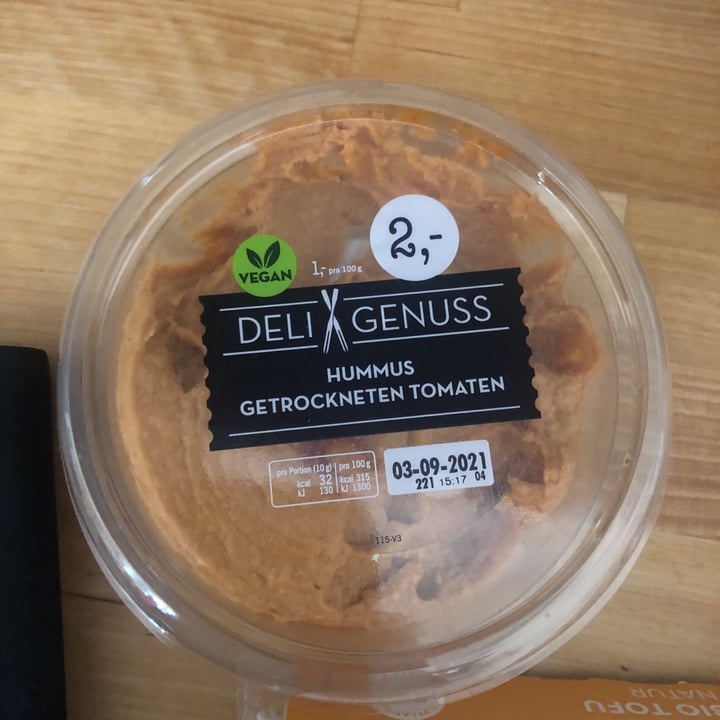 2,-
VEGAN
1,- pro 100 g
DELI GENUSS
HUMMUS
GETROCKNETEN TOMATEN
pro Portion (10 g) pro 100 g
kcal 32 kcal 315
kJ 130 kJ 1300
03-09-2021
221 15:17 04
115-V3
BIO TOFU
NATUR